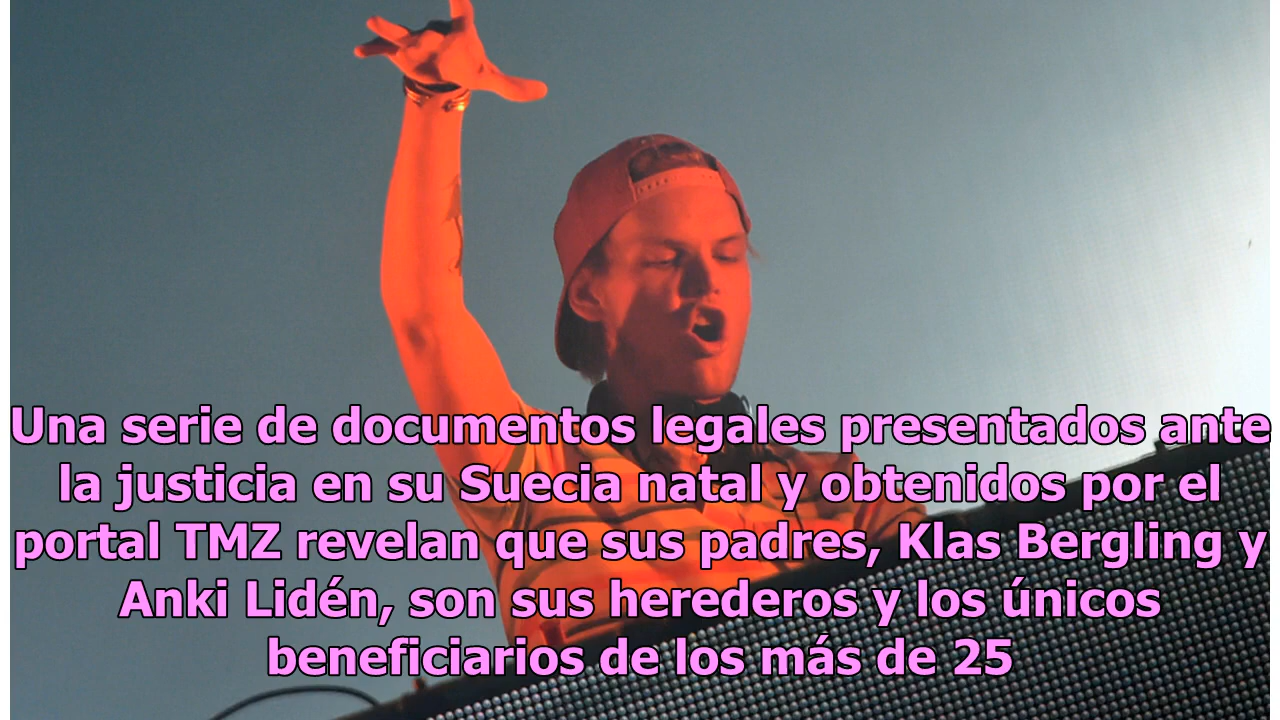 Una serie de documentos legales presentados ante
la justicia en su Suecia natal y obtenidos por el
portal TMZ revelan que sus padres, Klas Bergling y
Anki Lidén, son sus herederos y los únicos
beneficiarios de los más de 25